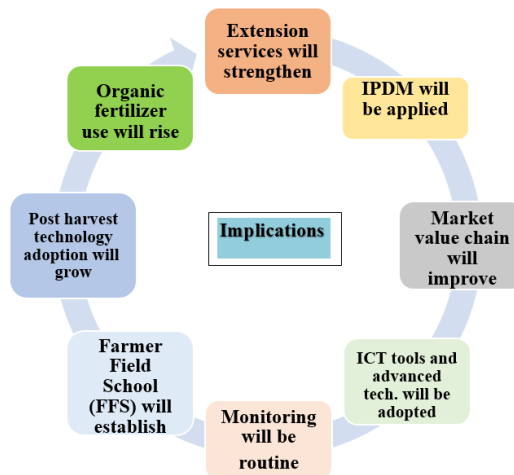 Extension
services will
strengthen
IPDM will
be applied
Market
value chain
will
improve
ICT tools and
advanced
tech. will be
adopted
Monitoring
will be
routine
Farmer
Field
School
(FFS) will
establish
Post harvest
technology
adoption will
grow
Organic
fertilizer
use will rise
Implications